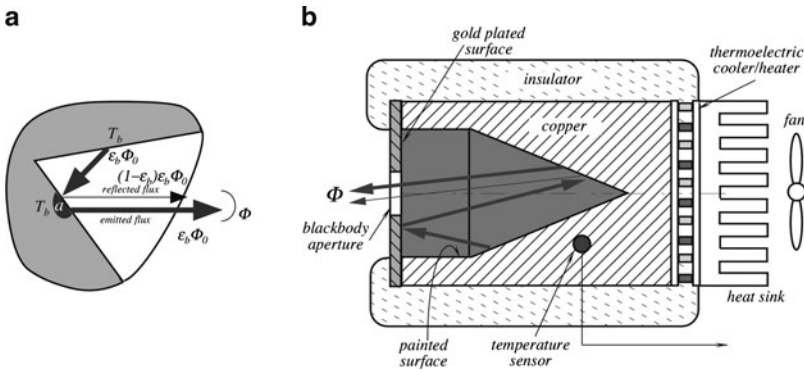 a
T_b
ε_bΦ_0
(1−ε_b)ε_bΦ_0
reflected flux
T_b
a
emitted flux
Φ
ε_bΦ_0
b
gold plated
surface
insulator
thermoelectric
cooler/heater
copper
fan
Φ
blackbody
aperture
painted
surface
temperature
sensor
heat sink